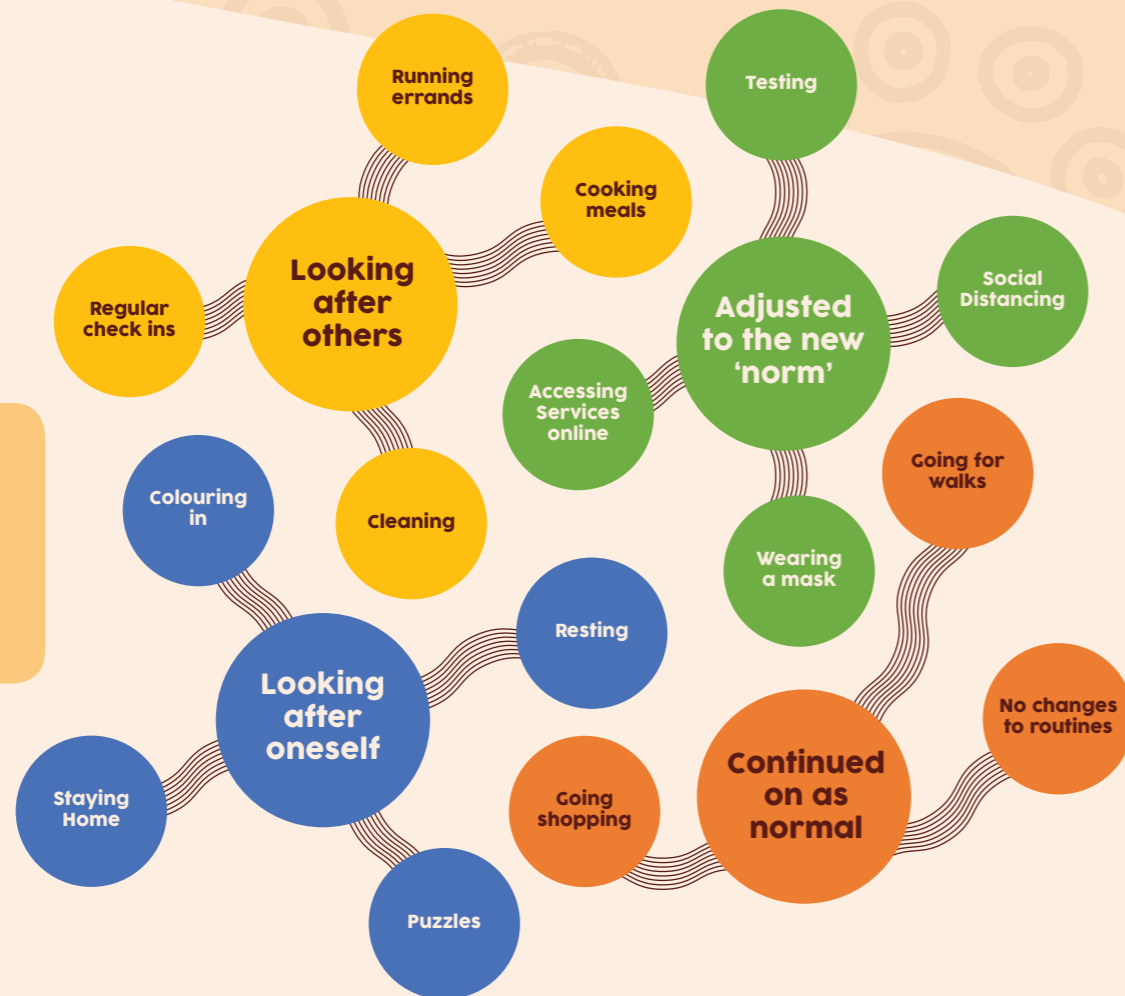 Running
errands
Cooking
meals
Looking
after
others
Regular
check ins
Cleaning
Testing
Social
Distancing
Adjusted
to the new
‘norm’
Accessing
Services
online
Wearing
a mask
Colouring
in
Resting
Looking
after
oneself
Staying
Home
Puzzles
Going for
walks
No changes
to routines
Continued
on as
normal
Going
shopping